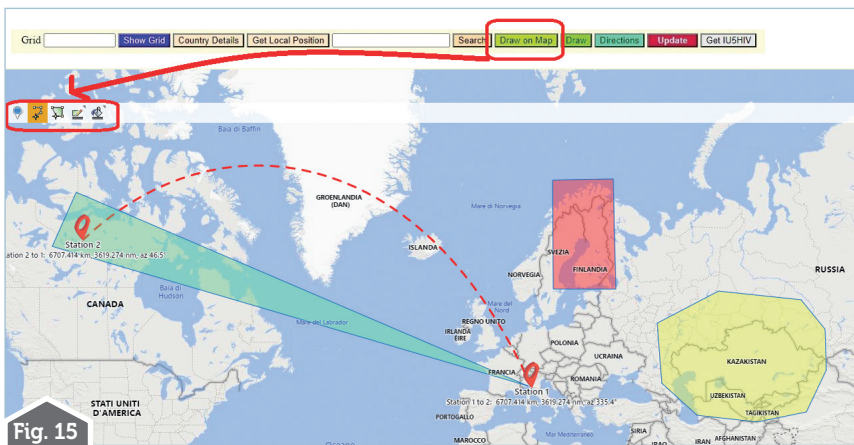 Grid Show Grid Country Details Get Local Position Search Draw on Map Draw Directions Update Get IU5HIV
Baia di Baffin
GROENLANDIA
(DAN)
Mare di Norvegia
Station 2
ation 2 to 1: 6707.414 km, 3619.274 nm, az 46.5°
ISLANDA
SVEZIA
FINLANDIA
NORVEGIA
RUSSIA
CANADA
Baia di
Hudson
Mare del Labrador
Mare del
Nord
REGNO UNITO
IRLANDA
ÉIRE
POLONIA
UCRAINA
KAZAKISTAN
FRANCIA
ROMANIA
Station 1
Station 1 to 2: 6707.414 km, 3619.274 nm, az 335.4°
UZBEKISTAN
TAGIKISTAN
STATI UNITI
D'AMERICA
PORTOGALLO
Mar Mediterraneo
SIRIA
IRAQ
IRAN
AFGHANISTAN
MAROCCO
Oceano
Fig. 15